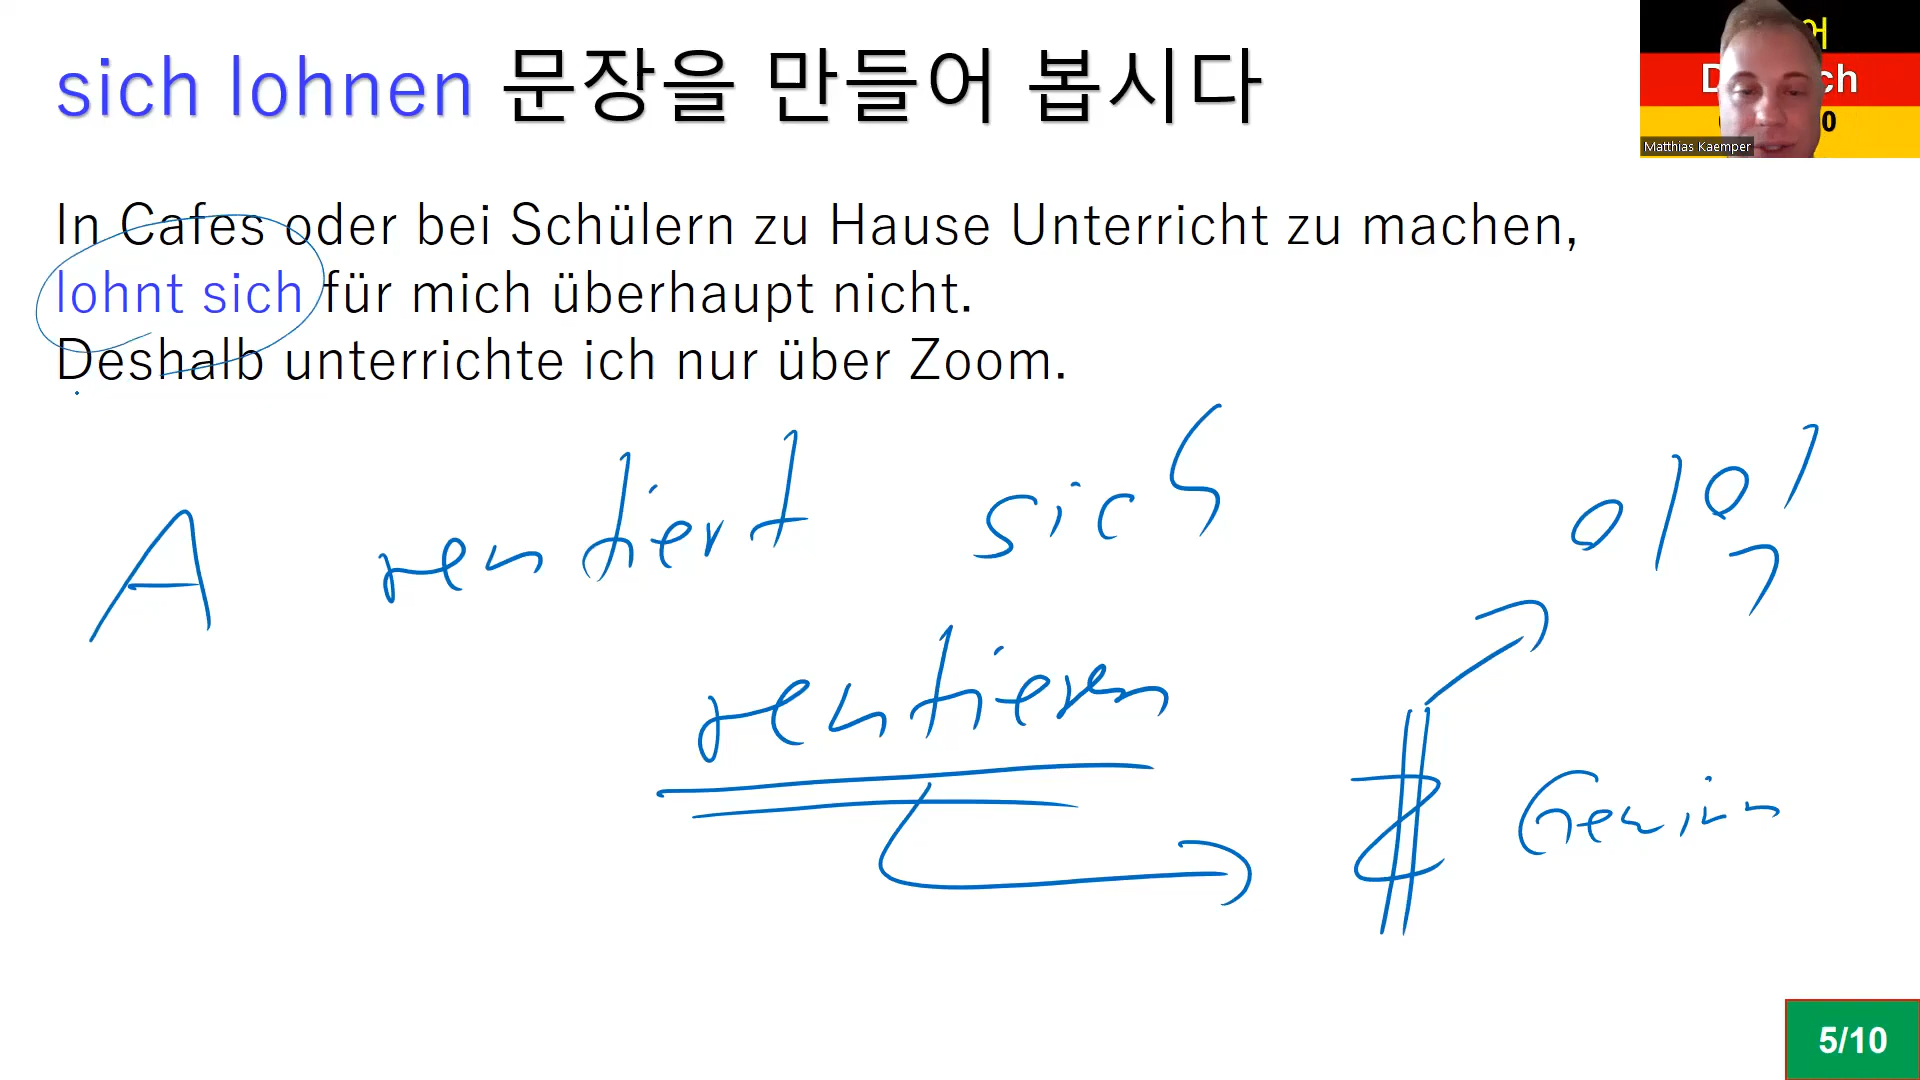 sich lohnen 문장을 만들어 봅시다
Matthias Kaemper
In Cafes oder bei Schülern zu Hause Unterricht zu machen,
lohnt sich für mich überhaupt nicht.
Deshalb unterrichte ich nur über Zoom.
A rentiert sich
이익
rentieren
Gewinn
5/10